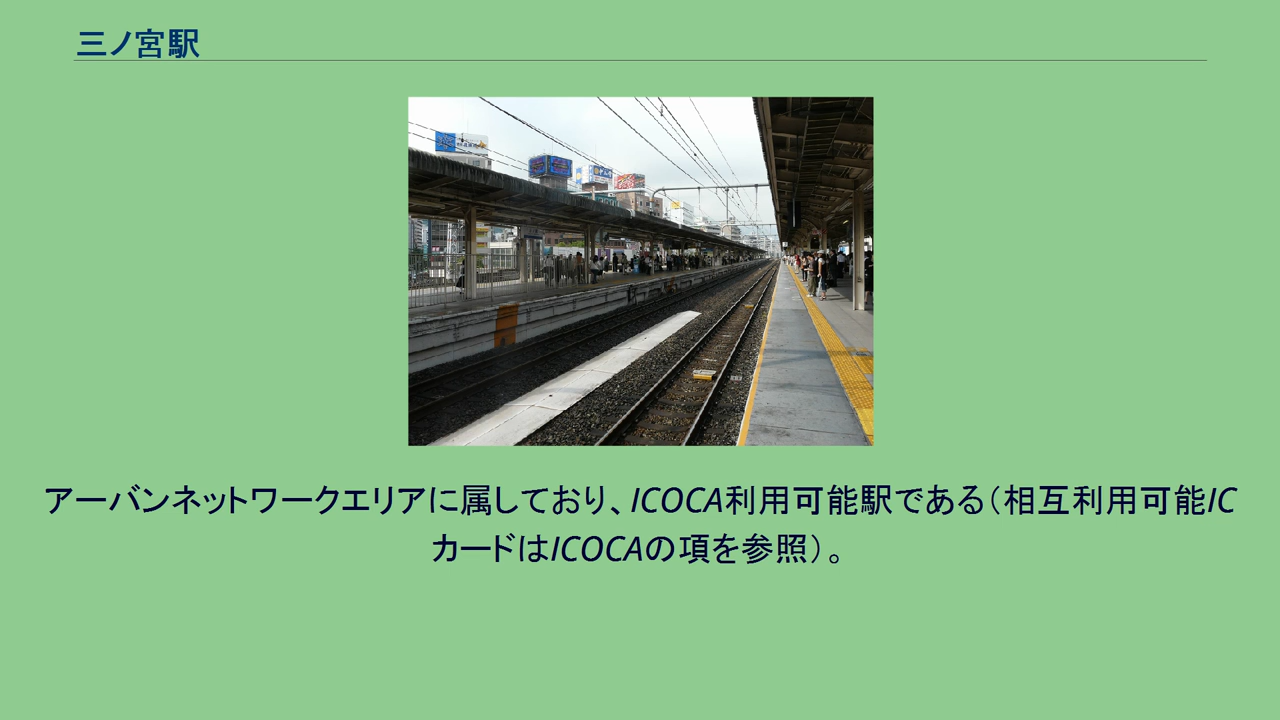 三ノ宮駅
アーバンネットワークエリアに属しており、ICOCA利用可能駅である（相互利用可能IC
カードはICOCAの項を参照）。